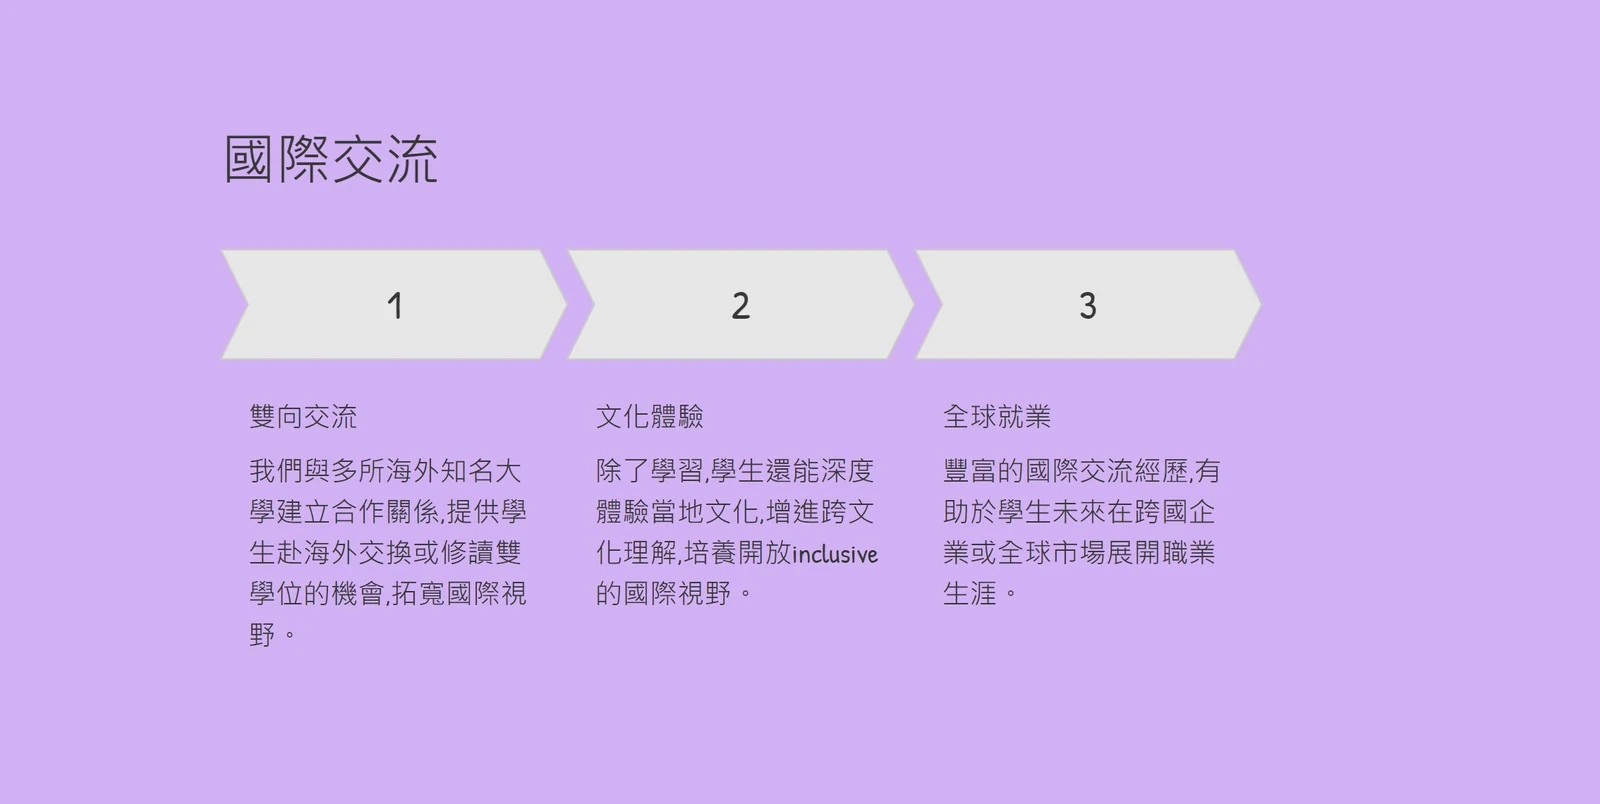 國際交流
1
2
3
雙向交流
我們與多所海外知名大
學建立合作關係,提供學
生赴海外交換或修讀雙
學位的機會,拓寬國際視
野。
文化體驗
除了學習,學生還能深度
體驗當地文化,增進跨文
化理解,培養開放inclusive
的國際視野。
全球就業
豐富的國際交流經歷,有
助於學生未來在跨國企
業或全球市場展開職業
生涯。